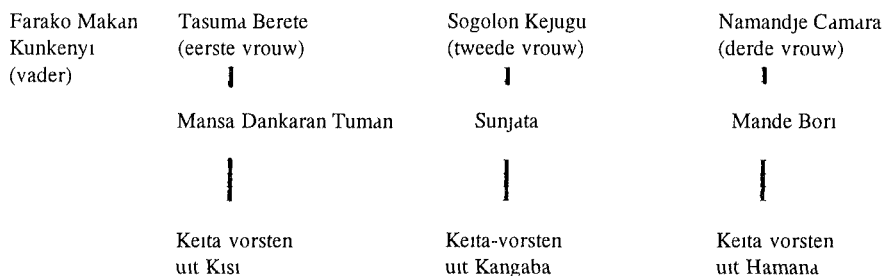 Farako Makan
Kunkenyi
(vader)
Tasuma Berete
(eerste vrouw)
Sogolon Kejugu
(tweede vrouw)
Namandje Camara
(derde vrouw)
Mansa Dankaran Tuman
Sunjata
Mande Bori
Keita vorsten
uit Kisi
Keita-vorsten
uit Kangaba
Keita vorsten
uit Hamana